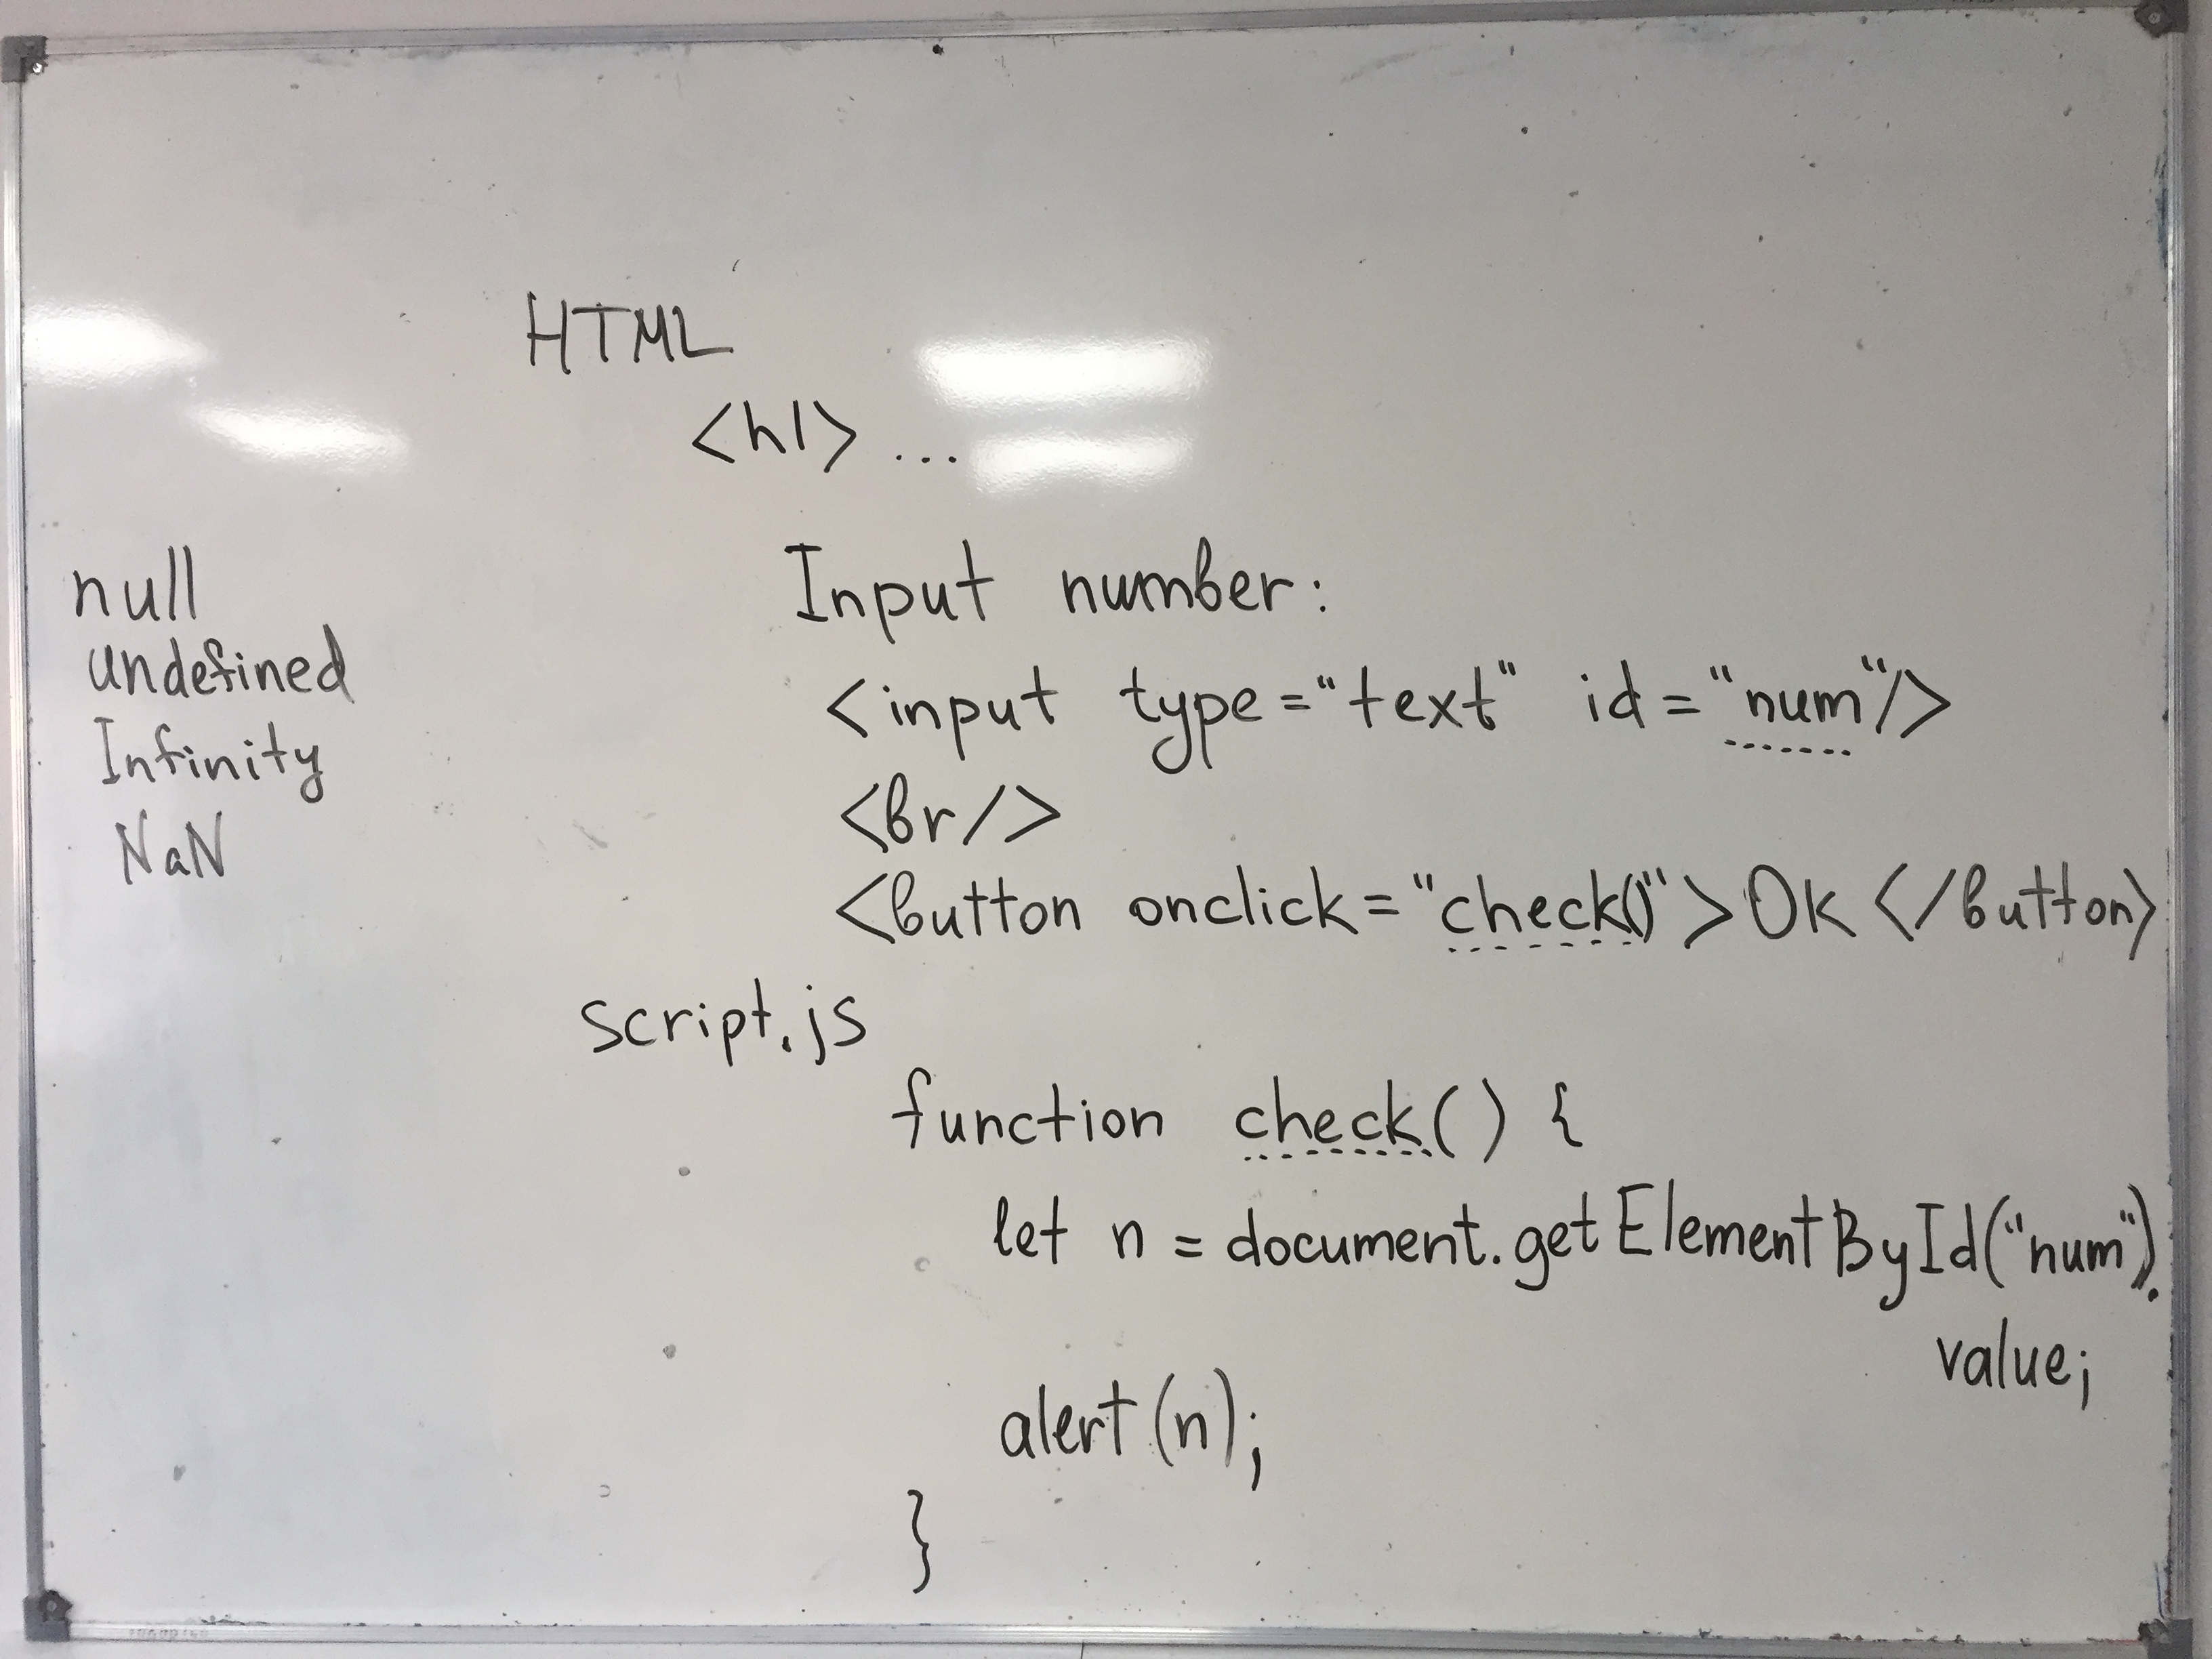 HTML
<h1> ...
null
undefined
Infinity
NaN
Input number:
<input type="text" id="num"/>
<br/>
<button onclick="check()">OK</button>
script.js
function check() {
let n = document.getElementById("num").
value;
alert(n);
}